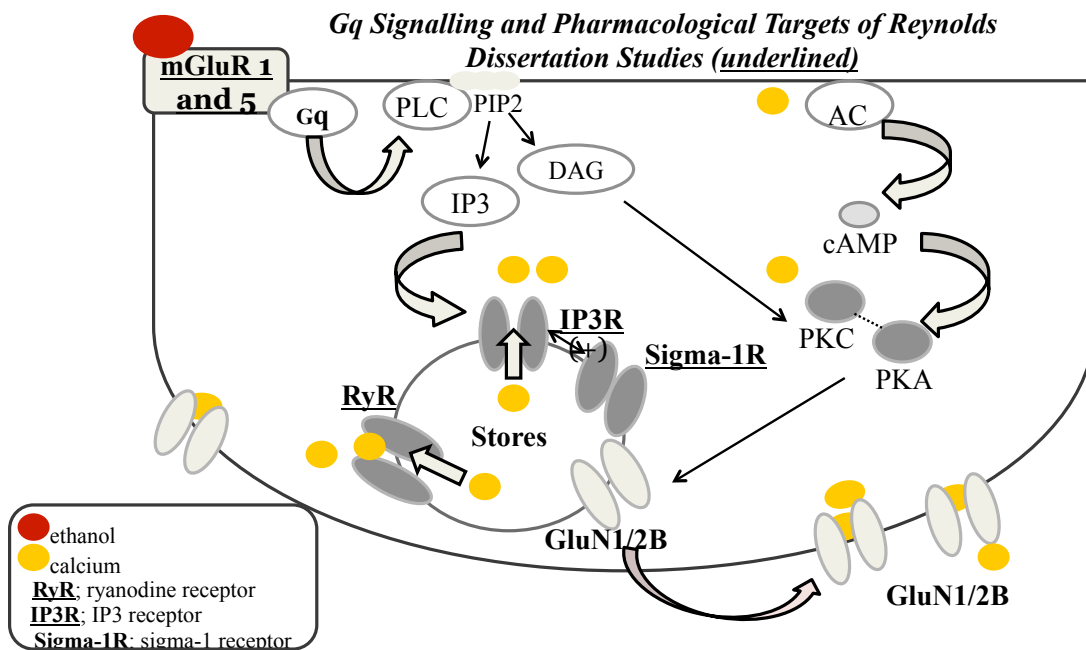 Gq Signalling and Pharmacological Targets of Reynolds
Dissertation Studies (underlined)
mGluR 1
and 5
Gq
PLC
PIP2
AC
DAG
IP3
cAMP
IP3R
(+)
Sigma-1R
PKC
PKA
RyR
Stores
GluN1/2B
GluN1/2B
ethanol
calcium
RyR; ryanodine receptor
IP3R; IP3 receptor
Sigma-1R; sigma-1 receptor